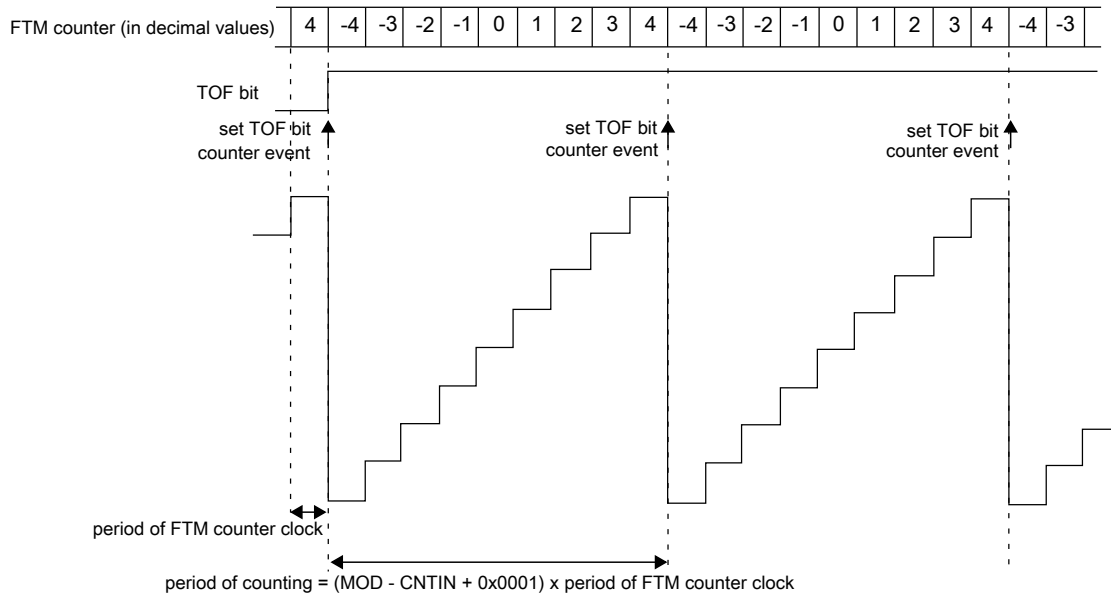 FTM counter (in decimal values) 4 -4 -3 -2 -1 0 1 2 3 4 -4 -3 -2 -1 0 1 2 3 4 -4 -3
TOF bit
set TOF bit
counter event
set TOF bit
counter event
set TOF bit
counter event
period of FTM counter clock
period of counting = (MOD - CNTIN + 0x0001) x period of FTM counter clock